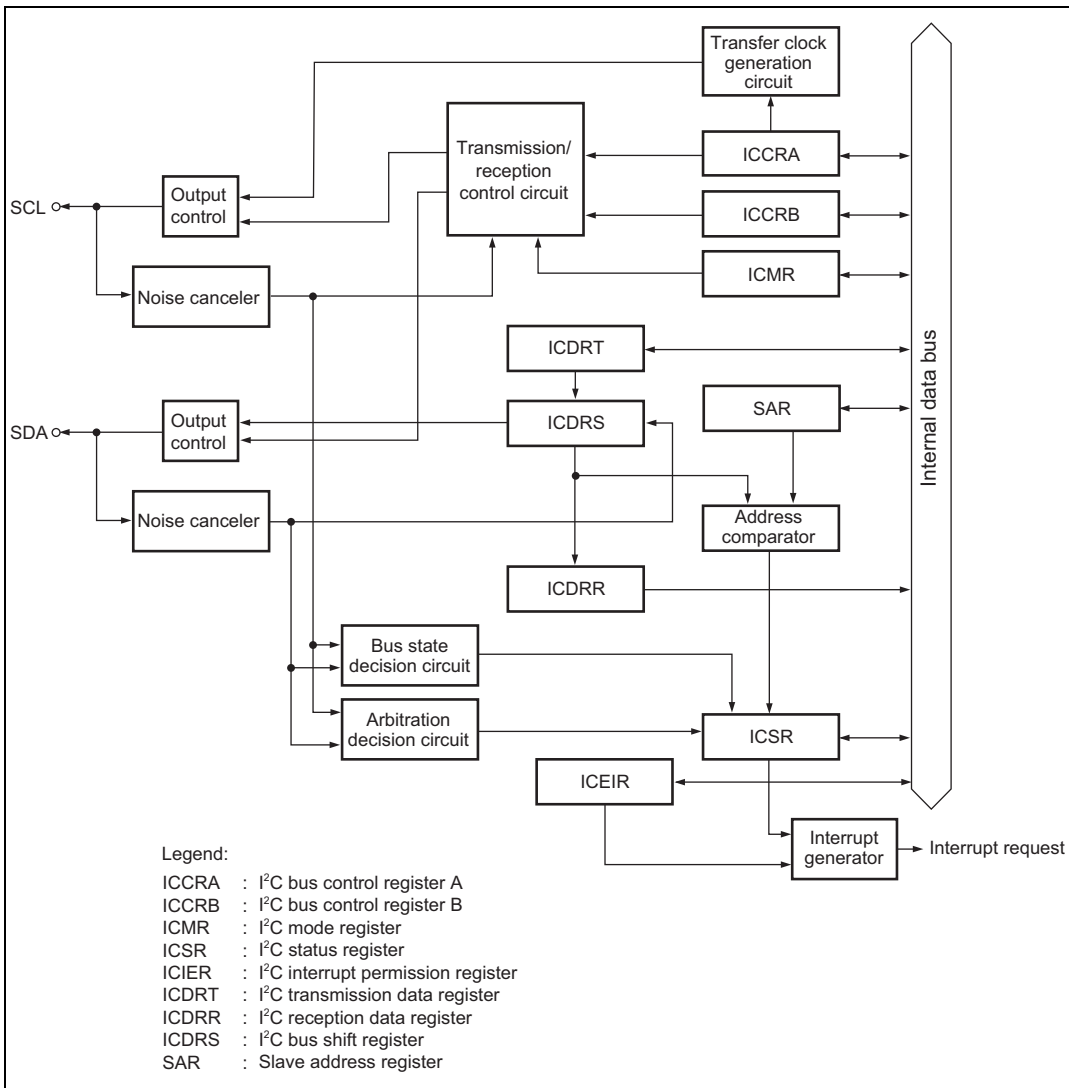 Transfer clock
generation
circuit
Transmission/
reception
control circuit
ICCRA
SCL
Output
control
ICCRB
Noise canceler
ICMR
ICDRT
SDA
Output
control
ICDRS
SAR
Internal data bus
Noise canceler
Address
comparator
ICDRR
Bus state
decision circuit
Arbitration
decision circuit
ICSR
ICEIR
Interrupt
generator
Interrupt request
Legend:
ICCRA : I²C bus control register A
ICCRB : I²C bus control register B
ICMR : I²C mode register
ICSR : I²C status register
ICIER : I²C interrupt permission register
ICDRT : I²C transmission data register
ICDRR : I²C reception data register
ICDRS : I²C bus shift register
SAR : Slave address register